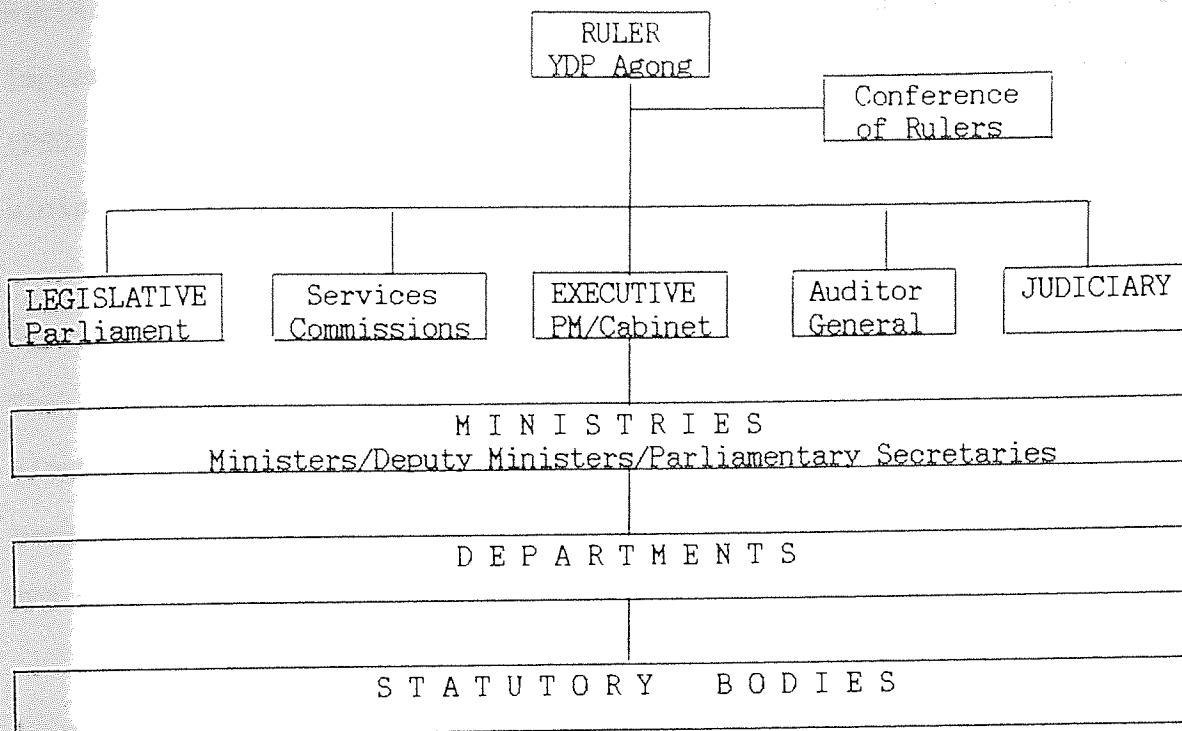 RULER
YDP Agong
Conference
of Rulers
LEGISLATIVE
Parliament
Services
Commissions
EXECUTIVE
PM/Cabinet
Auditor
General
JUDICIARY
M I N I S T R I E S
Ministers/Deputy Ministers/Parliamentary Secretaries
D E P A R T M E N T S
S T A T U T O R Y B O D I E S